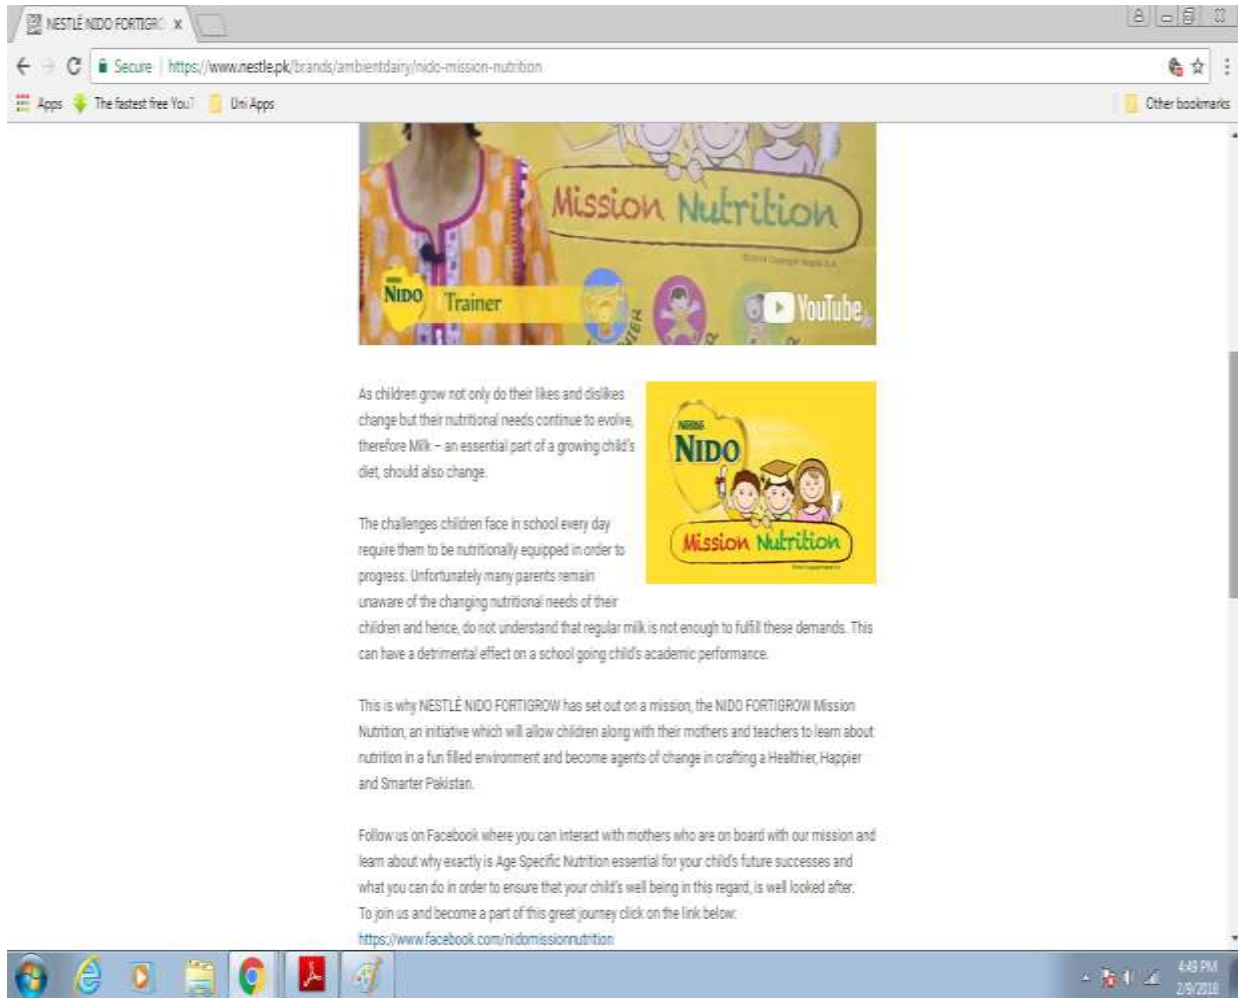 NESTLÉ NIDO FORTIGRO
Secure | https://www.nestle.pk/brands/ambientdairy/nido-mission-nutrition
Apps The fastest free YouT Uni Apps Other bookmarks
Mission Nutrition
NIDO
Trainer
YouTube
As children grow not only do their likes and dislikes
change but their nutritional needs continue to evolve,
therefore Milk – an essential part of a growing child's
diet, should also change.
Nestlé
NIDO
Mission Nutrition
The challenges children face in school every day
require them to be nutritionally equipped in order to
progress. Unfortunately many parents remain
unaware of the changing nutritional needs of their
children and hence, do not understand that regular milk is not enough to fulfill these demands. This
can have a detrimental effect on a school going child's academic performance.
This is why NESTLÉ NIDO FORTIGROW has set out on a mission, the NIDO FORTIGROW Mission
Nutrition, an initiative which will allow children along with their mothers and teachers to learn about
nutrition in a fun filled environment and become agents of change in crafting a Healthier, Happier
and Smarter Pakistan.
Follow us on Facebook where you can interact with mothers who are on board with our mission and
learn about why exactly is Age Specific Nutrition essential for your child's future successes and
what you can do in order to ensure that your child's well being in this regard, is well looked after.
To join us and become a part of this great journey click on the link below:
https://www.facebook.com/nidomissionnutrition
4:49 PM
2/9/2018